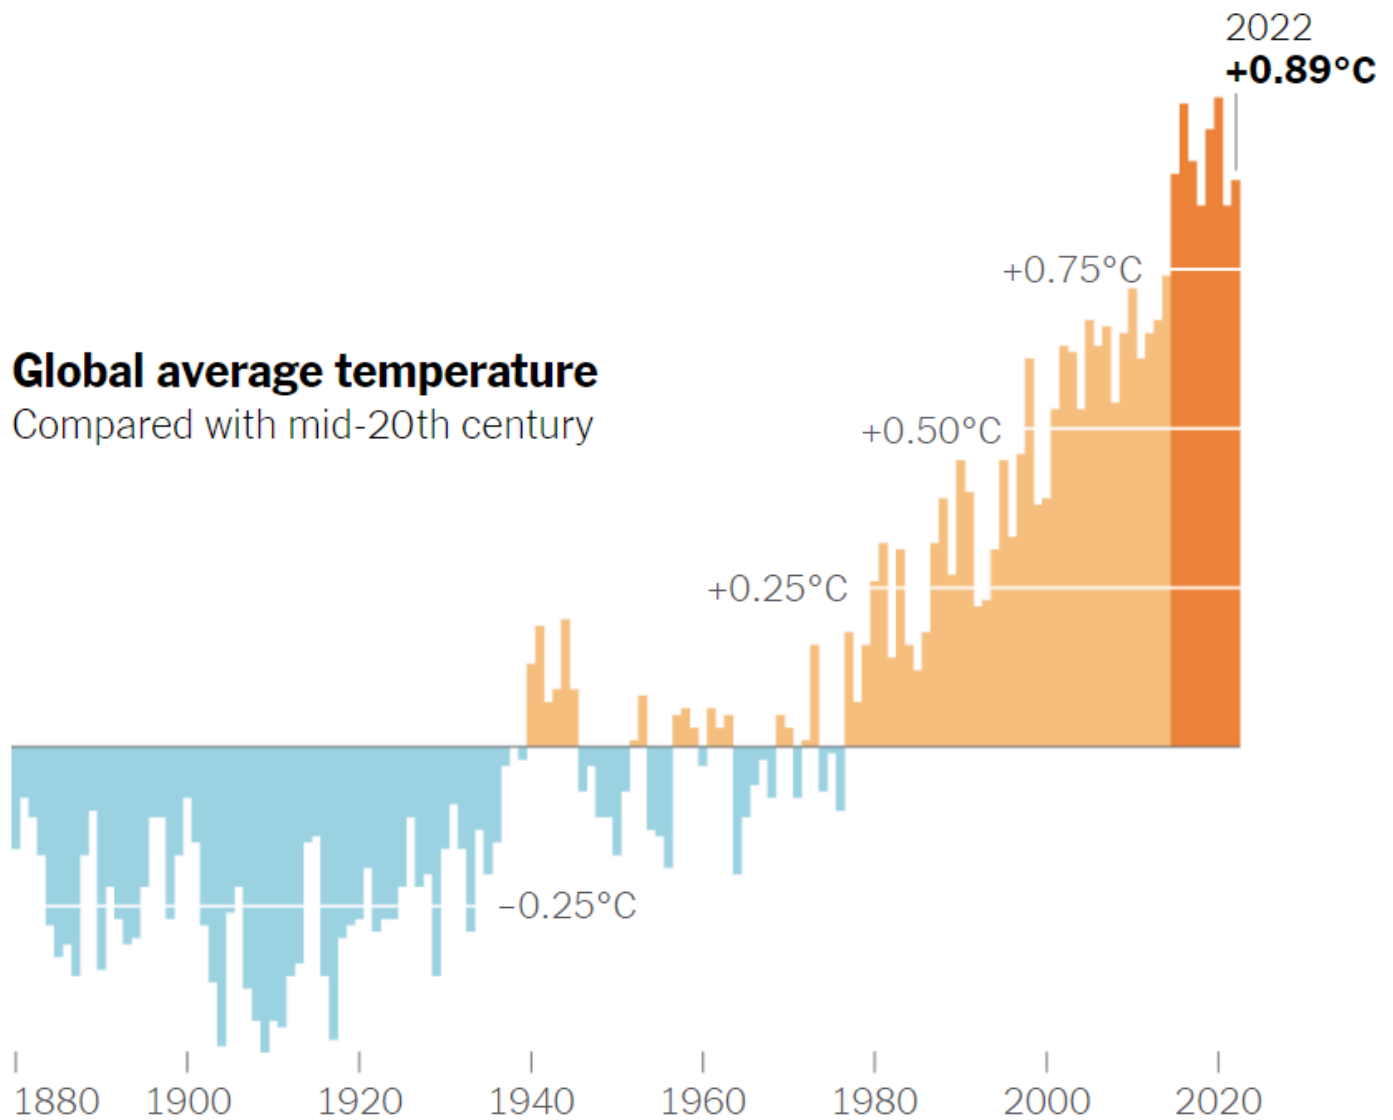 2022
+0.89°C
+0.75°C
Global average temperature
Compared with mid-20th century
+0.50°C
+0.25°C
−0.25°C
1880 1900 1920 1940 1960 1980 2000 2020